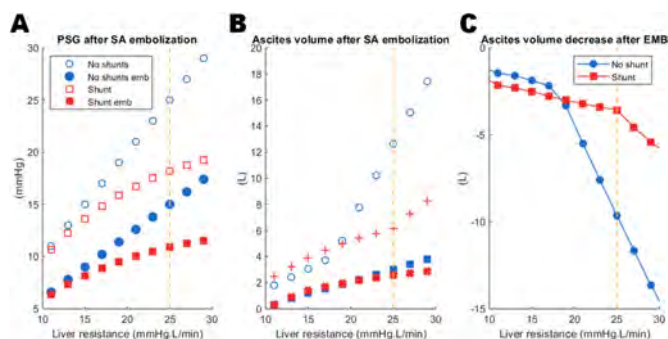 A
PSG after SA embolization
30
25
20
15
10
5
(mmHg)
No shunts
No shunts emb
Shunt
Shunt emb
10 15 20 25 30
Liver resistance (mmHg.L/min)
B
Ascites volume after SA embolization
20
18
16
14
12
10
8
6
4
2
0
(L)
10 15 20 25 30
Liver resistance (mmHg.L/min)
C
Ascites volume decrease after EMB
0
-5
-10
-15
(L)
No shunt
Shunt
10 15 20 25 30
Liver resistance (mmHg.L/min)